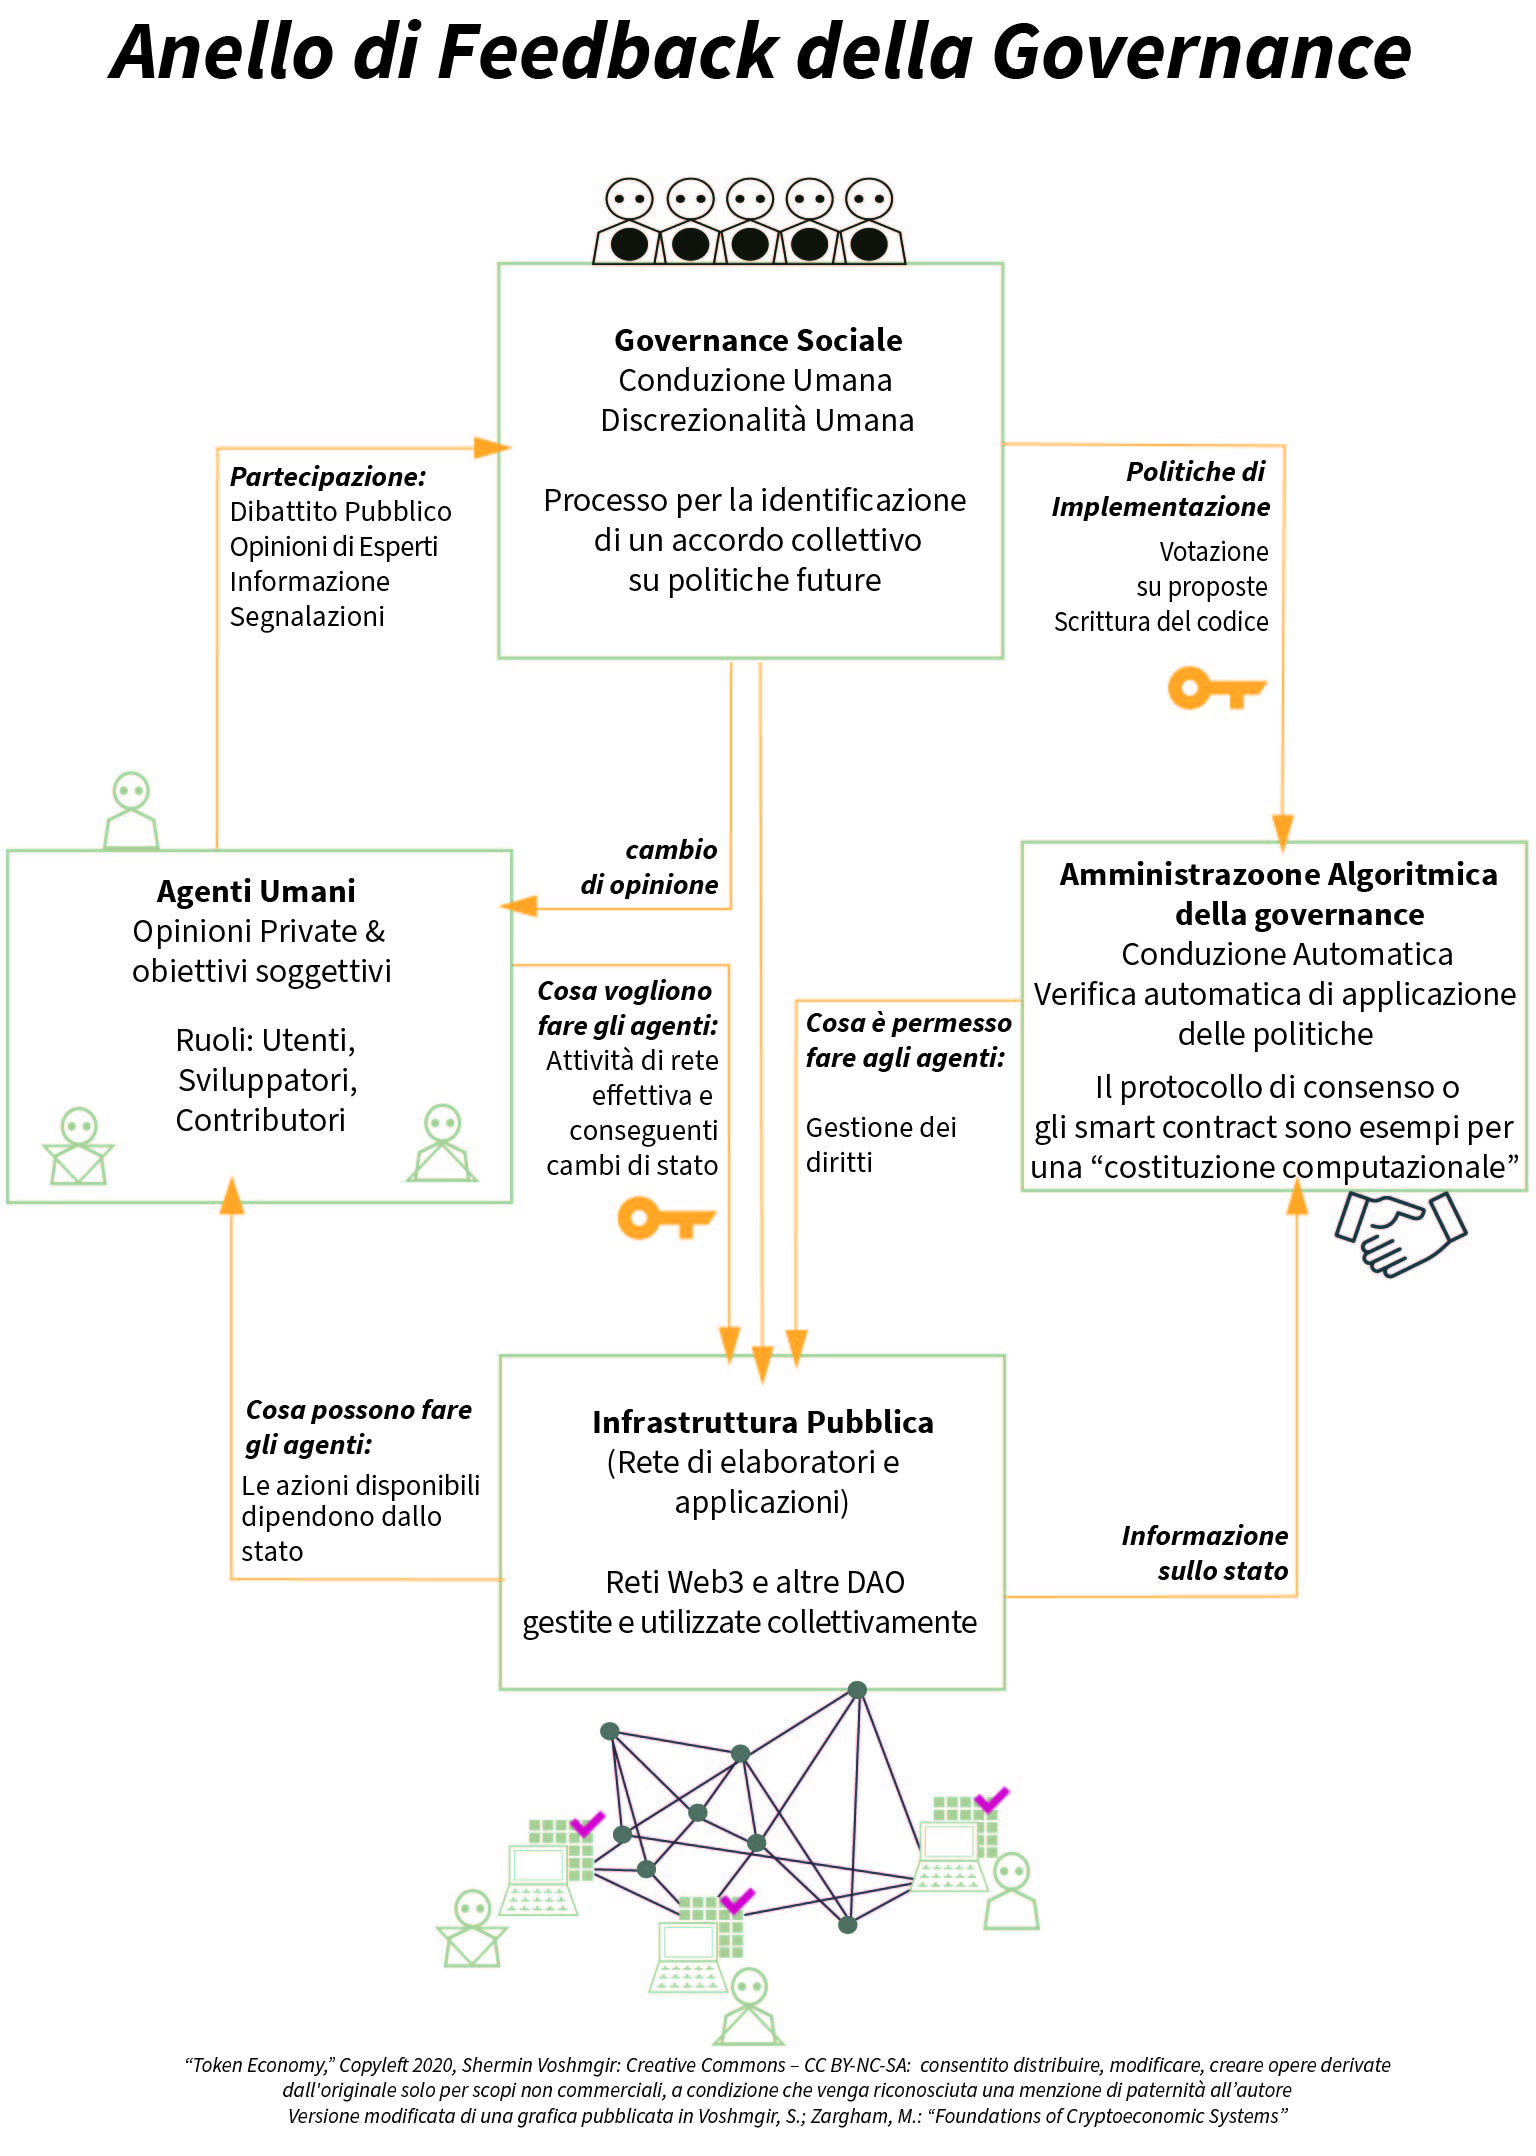 Anello di Feedback della Governance
Governance Sociale
Conduzione Umana
Discrezionalità Umana
Processo per la identificazione
di un accordo collettivo
su politiche future
Partecipazione:
Dibattito Pubblico
Opinioni di Esperti
Informazione
Segnalazioni
Politiche di
Implementazione
Votazione
su proposte
Scrittura del codice
cambio
di opinione
Agenti Umani
Opinioni Private &
obiettivi soggettivi
Ruoli: Utenti,
Sviluppatori,
Contributori
Amministrazoone Algoritmica
della governance
Conduzione Automatica
Verifica automatica di applicazione
delle politiche
Il protocollo di consenso o
gli smart contract sono esempi per
una “costituzione computazionale”
Cosa vogliono
fare gli agenti:
Attività di rete
effettiva e
conseguenti
cambi di stato
Cosa è permesso
fare agli agenti:
Gestione dei
diritti
Cosa possono fare
gli agenti:
Le azioni disponibili
dipendono dallo
stato
Infrastruttura Pubblica
(Rete di elaboratori e
applicazioni)
Reti Web3 e altre DAO
gestite e utilizzate collettivamente
Informazione
sullo stato
“Token Economy,” Copyleft 2020, Shermin Voshmgir: Creative Commons – CC BY-NC-SA: consentito distribuire, modificare, creare opere derivate
dall'originale solo per scopi non commerciali, a condizione che venga riconosciuta una menzione di paternità all’autore
Versione modificata di una grafica pubblicata in Voshmgir, S.; Zargham, M.: “Foundations of Cryptoeconomic Systems”